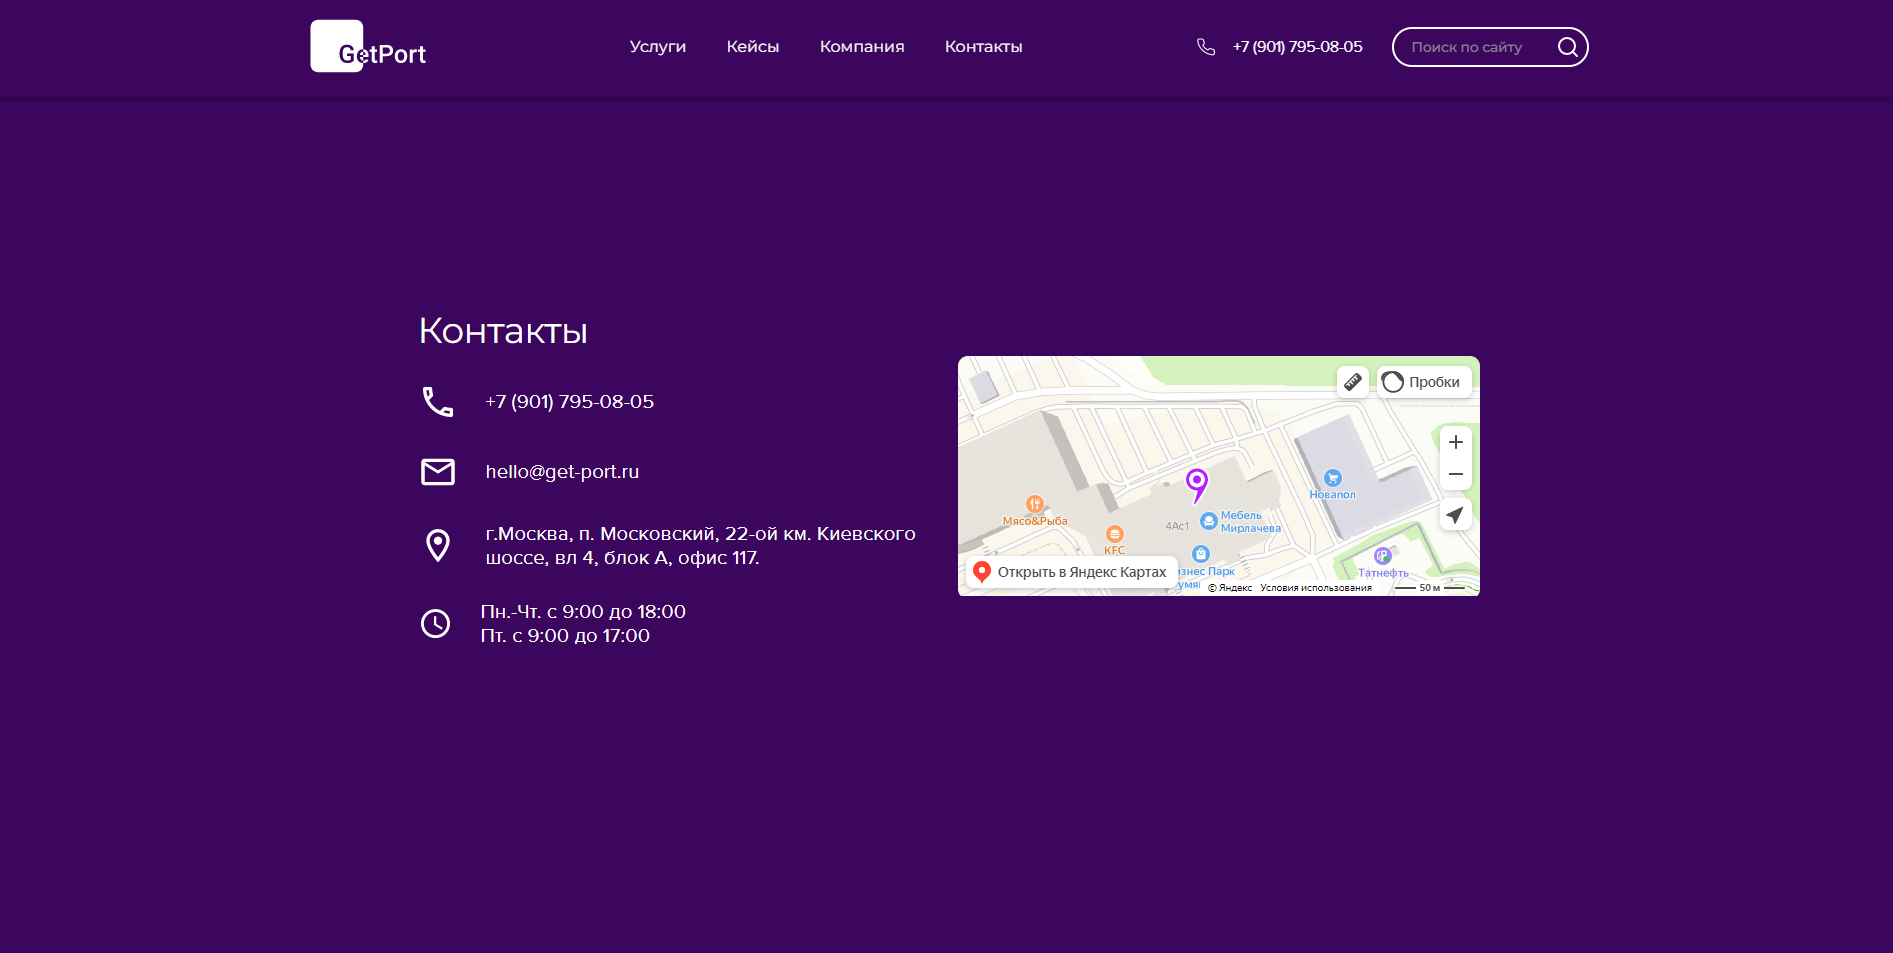 GetPort
Услуги
Кейсы
Компания
Контакты
+7 (901) 795-08-05
Поиск по сайту
Контакты
+7 (901) 795-08-05
hello@get-port.ru
г.Москва, п. Московский, 22-ой км. Киевского
шоссе, вл 4, блок А, офис 117.
Пн.-Чт. с 9:00 до 18:00
Пт. с 9:00 до 17:00
Пробки
Новапол
Мясо&Рыба
4Ас1
Мебель
Мирлачева
KFC
Татнефть
Парк
Открыть в Яндекс Картах
© Яндекс Условия использования
50 м